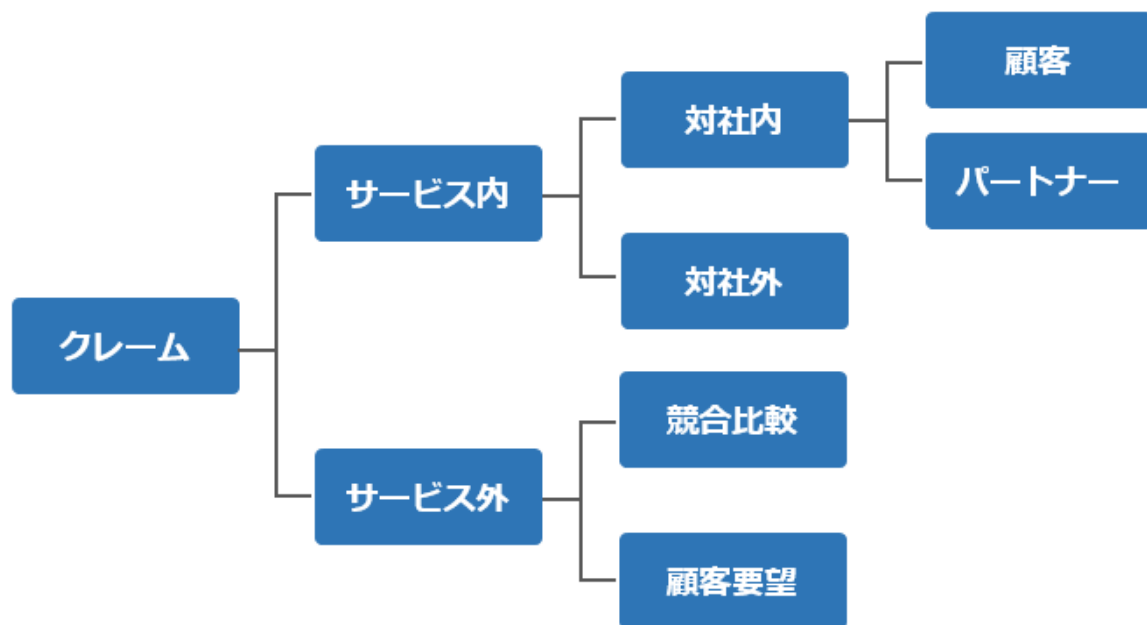 顧客
対社内
パートナー
サービス内
対社外
クレーム
競合比較
サービス外
顧客要望